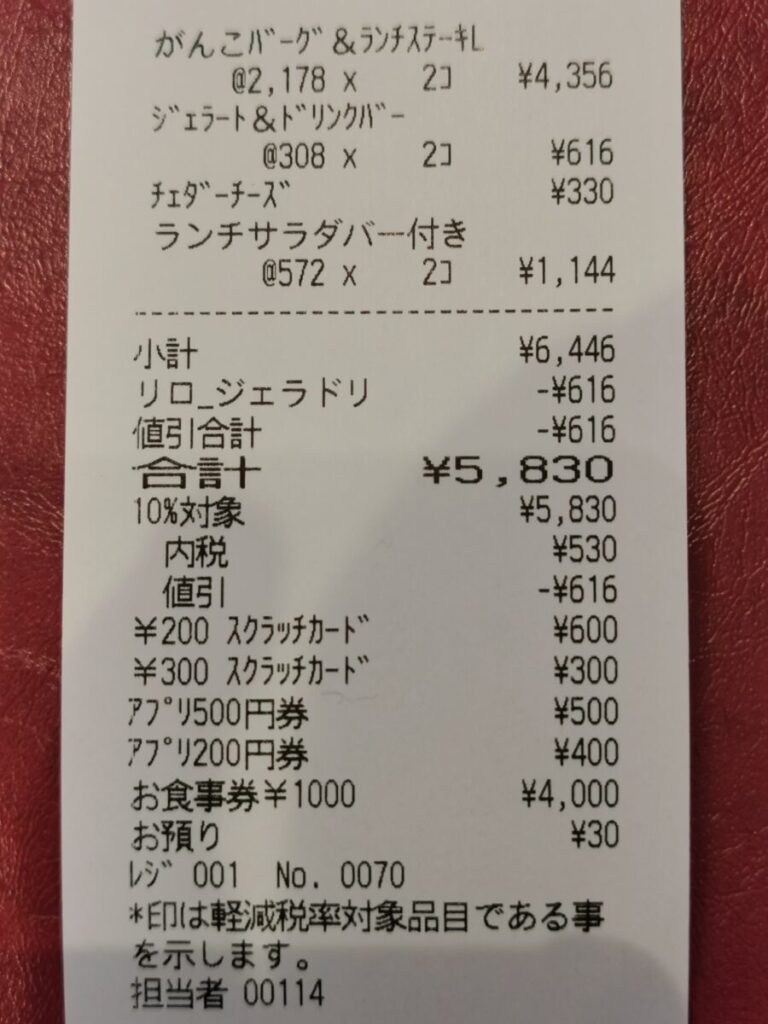 がんこﾊﾞｰｸﾞ&ﾗﾝﾁｽﾃｰｷL
@2,178 x 2コ ¥4,356
ｼﾞｪﾗｰﾄ&ﾄﾞﾘﾝｸﾊﾞｰ
@308 x 2コ ¥616
ﾁｪﾀﾞｰﾁｰｽﾞ ¥330
ランチサラダバー付き
@572 x 2コ ¥1,144
小計 ¥6,446
リロ_ジェラドリ -¥616
値引合計 -¥616
合計 ¥5,830
10%対象 ¥5,830
内税 ¥530
値引 -¥616
¥200 ｽｸﾗｯﾁｶｰﾄﾞ ¥600
¥300 ｽｸﾗｯﾁｶｰﾄﾞ ¥300
ｱﾌﾟﾘ500円券 ¥500
ｱﾌﾟﾘ200円券 ¥400
お食事券¥1000 ¥4,000
お預り ¥30
ﾚｼﾞ 001 No. 0070
*印は軽減税率対象品目である事
を示します。
担当者 00114